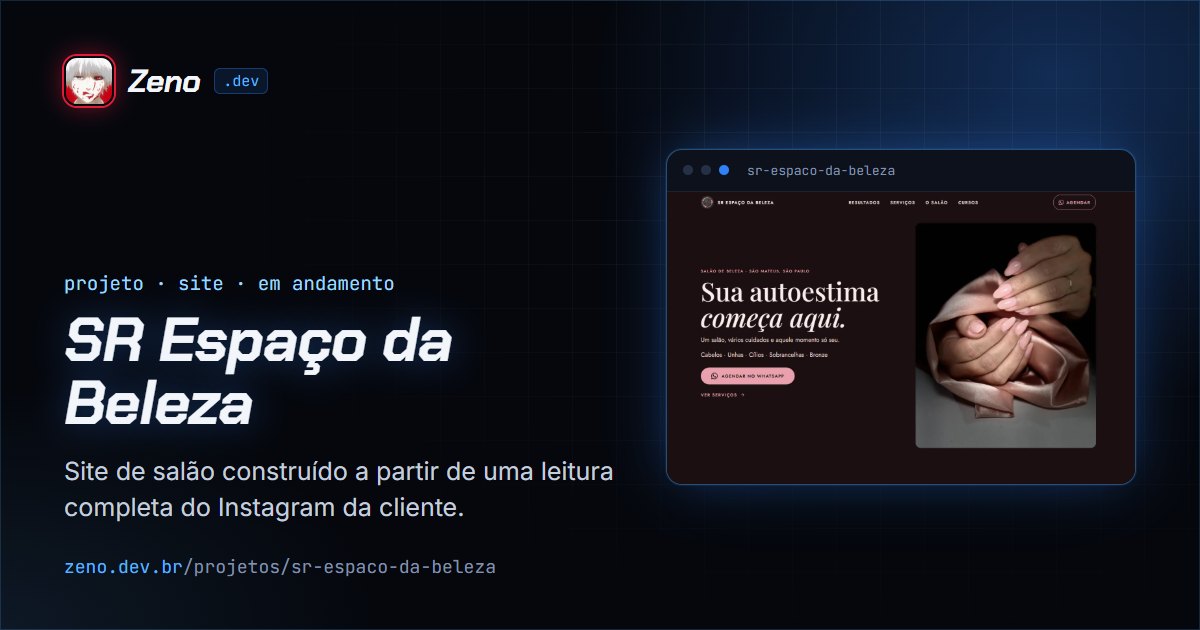 Zeno .dev
projeto · site · em andamento
SR Espaço da
Beleza
Site de salão construído a partir de uma leitura
completa do Instagram da cliente.
zeno.dev.br/projetos/sr-espaco-da-beleza
sr-espaco-da-beleza
SR ESPAÇO DA BELEZA
RESULTADOS SERVIÇOS O SALÃO CURSOS
AGENDAR
SALÃO DE BELEZA · SÃO MATEUS, SÃO PAULO
Sua autoestima
começa aqui.
Um salão, vários cuidados e aquele momento só seu.
Cabelos · Unhas · Cílios · Sobrancelhas · Bronze
AGENDAR NO WHATSAPP
VER SERVIÇOS →